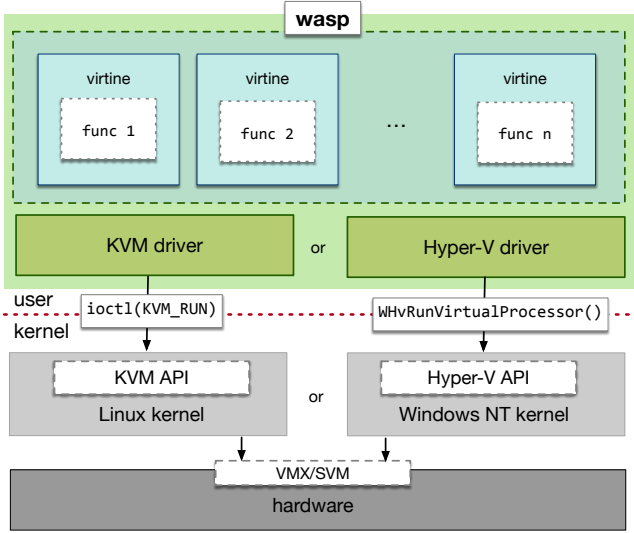 wasp
virtine
virtine
virtine
func 1
func 2
...
func n
KVM driver
or
Hyper-V driver
user
ioctl(KVM_RUN)
WHvRunVirtualProcessor()
kernel
KVM API
Hyper-V API
Linux kernel
or
Windows NT kernel
VMX/SVM
hardware